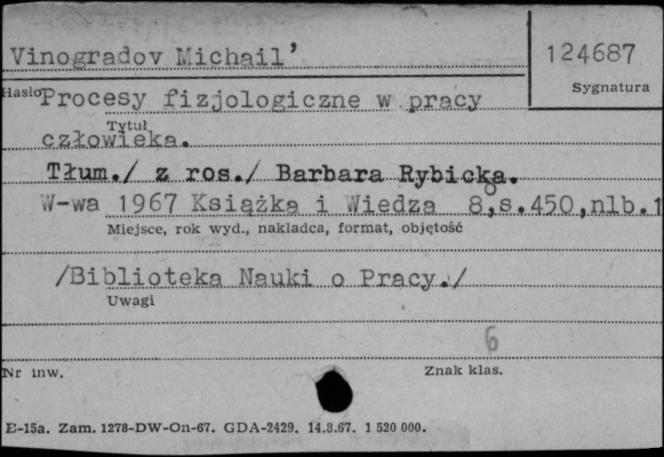 Vinogradov Michail'
124687
Sygnatura
Hasło
Procesy fizjologiczne w pracy
Tytuł
człowieka.
Tłum./ z ros./ Barbara Rybicka.
W-wa 1967 Książka i Wiedza 8°,s.450,nlb.1
Miejsce, rok wyd., nakładca, format, objętość
/Biblioteka Nauki o Pracy./
Uwagi
6
Nr inw.
Znak klas.
E-15a. Zam. 1278-DW-On-67. GDA-2429. 14.8.67. 1 520 000.